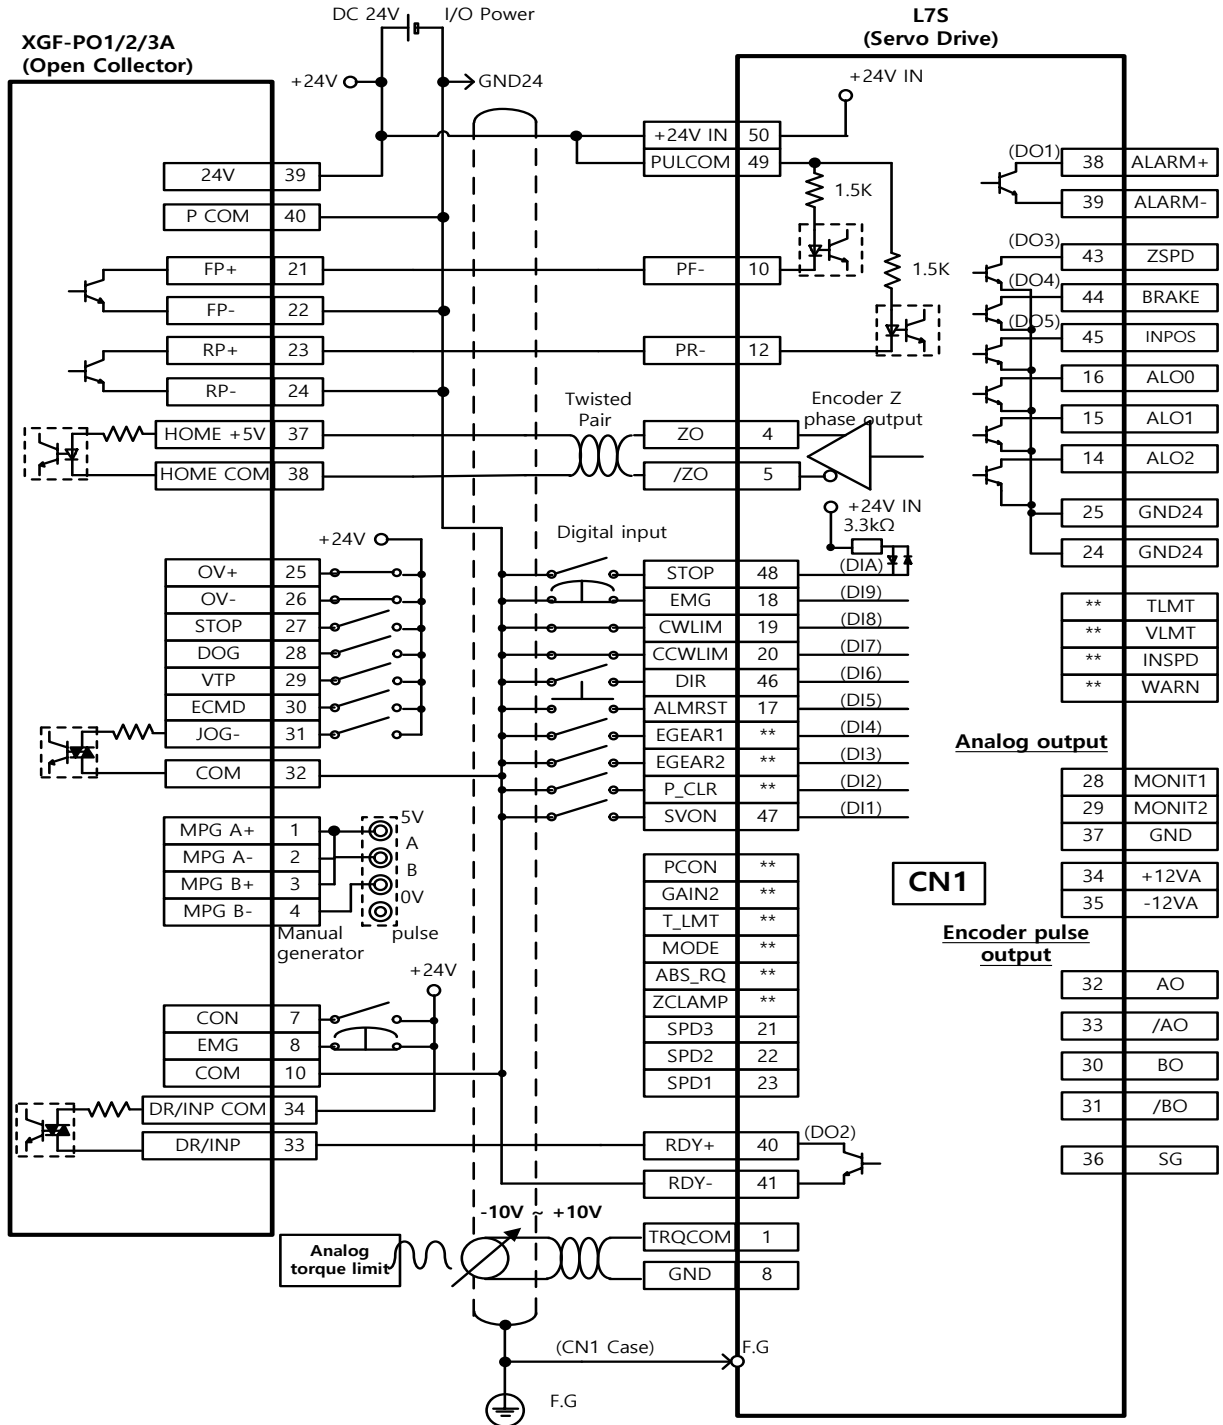 DC 24V
I/O Power
L7S
(Servo Drive)
XGF-PO1/2/3A
(Open Collector)
+24V
GND24
+24V IN
+24V IN 50
PULCOM 49
1.5K
1.5K
24V 39
P COM 40
FP+ 21
FP- 22
RP+ 23
RP- 24
HOME +5V 37
HOME COM 38
PF- 10
PR- 12
Twisted
Pair
ZO 4
/ZO 5
Encoder Z
phase output
+24V IN
3.3kΩ
(DO1)
38 ALARM+
39 ALARM-
(DO3)
43 ZSPD
(DO4)
44 BRAKE
(DO5)
45 INPOS
16 ALO0
15 ALO1
14 ALO2
25 GND24
24 GND24
** TLMT
** VLMT
** INSPD
** WARN
+24V
OV+ 25
OV- 26
STOP 27
DOG 28
VTP 29
ECMD 30
JOG- 31
COM 32
Digital input
STOP 48 (DIA)
EMG 18 (DI9)
CWLIM 19 (DI8)
CCWLIM 20 (DI7)
DIR 46 (DI6)
ALMRST 17 (DI5)
EGEAR1 ** (DI4)
EGEAR2 ** (DI3)
P_CLR ** (DI2)
SVON 47 (DI1)
Analog output
28 MONIT1
29 MONIT2
37 GND
34 +12VA
35 -12VA
MPG A+ 1
MPG A- 2
MPG B+ 3
MPG B- 4
5V
A
B
0V
Manual pulse
generator
PCON **
GAIN2 **
T_LMT **
MODE **
ABS_RQ **
ZCLAMP **
SPD3 21
SPD2 22
SPD1 23
CN1
Encoder pulse
output
32 AO
33 /AO
30 BO
31 /BO
36 SG
+24V
CON 7
EMG 8
COM 10
DR/INP COM 34
DR/INP 33
RDY+ 40
(DO2)
RDY- 41
-10V ~ +10V
Analog
torque limit
TRQCOM 1
GND 8
(CN1 Case)
F.G
F.G